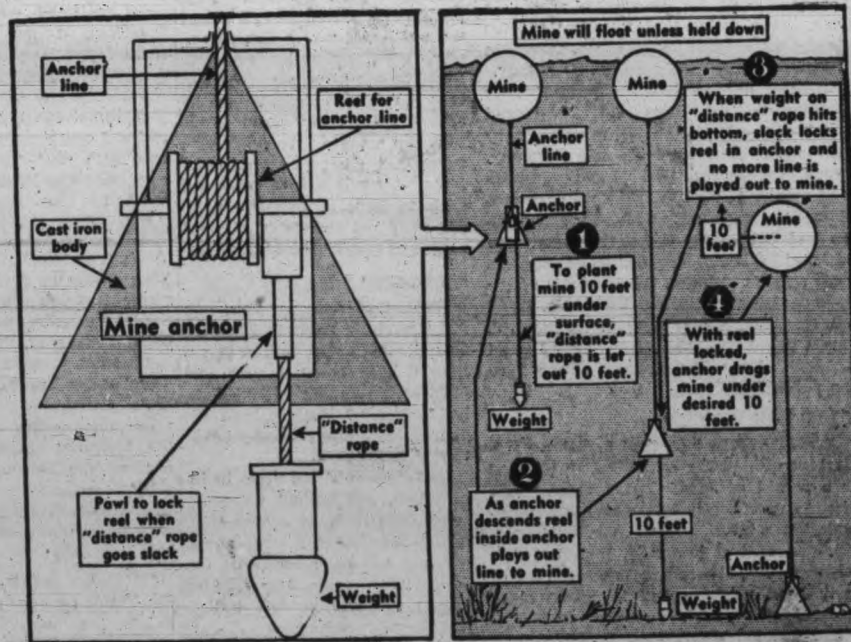 Anchor
line
Reel for
anchor line
Cast iron
body
Mine anchor
"Distance"
rope
Pawl to lock
reel when
"distance" rope
goes slack
Weight
Mine will float unless held down
Mine
Anchor
line
Anchor
1
To plant
mine 10 feet
under
surface,
"distance"
rope is let
out 10 feet.
Weight
2
As anchor
descends reel
inside anchor
plays out
line to mine.
Mine
10 feet
Weight
3
When weight on
"distance" rope hits
bottom, slack locks
reel in anchor and
no more line is
played out to mine.
10
feet
Mine
4
With reel
locked,
anchor drags
mine under
desired 10
feet.
Anchor